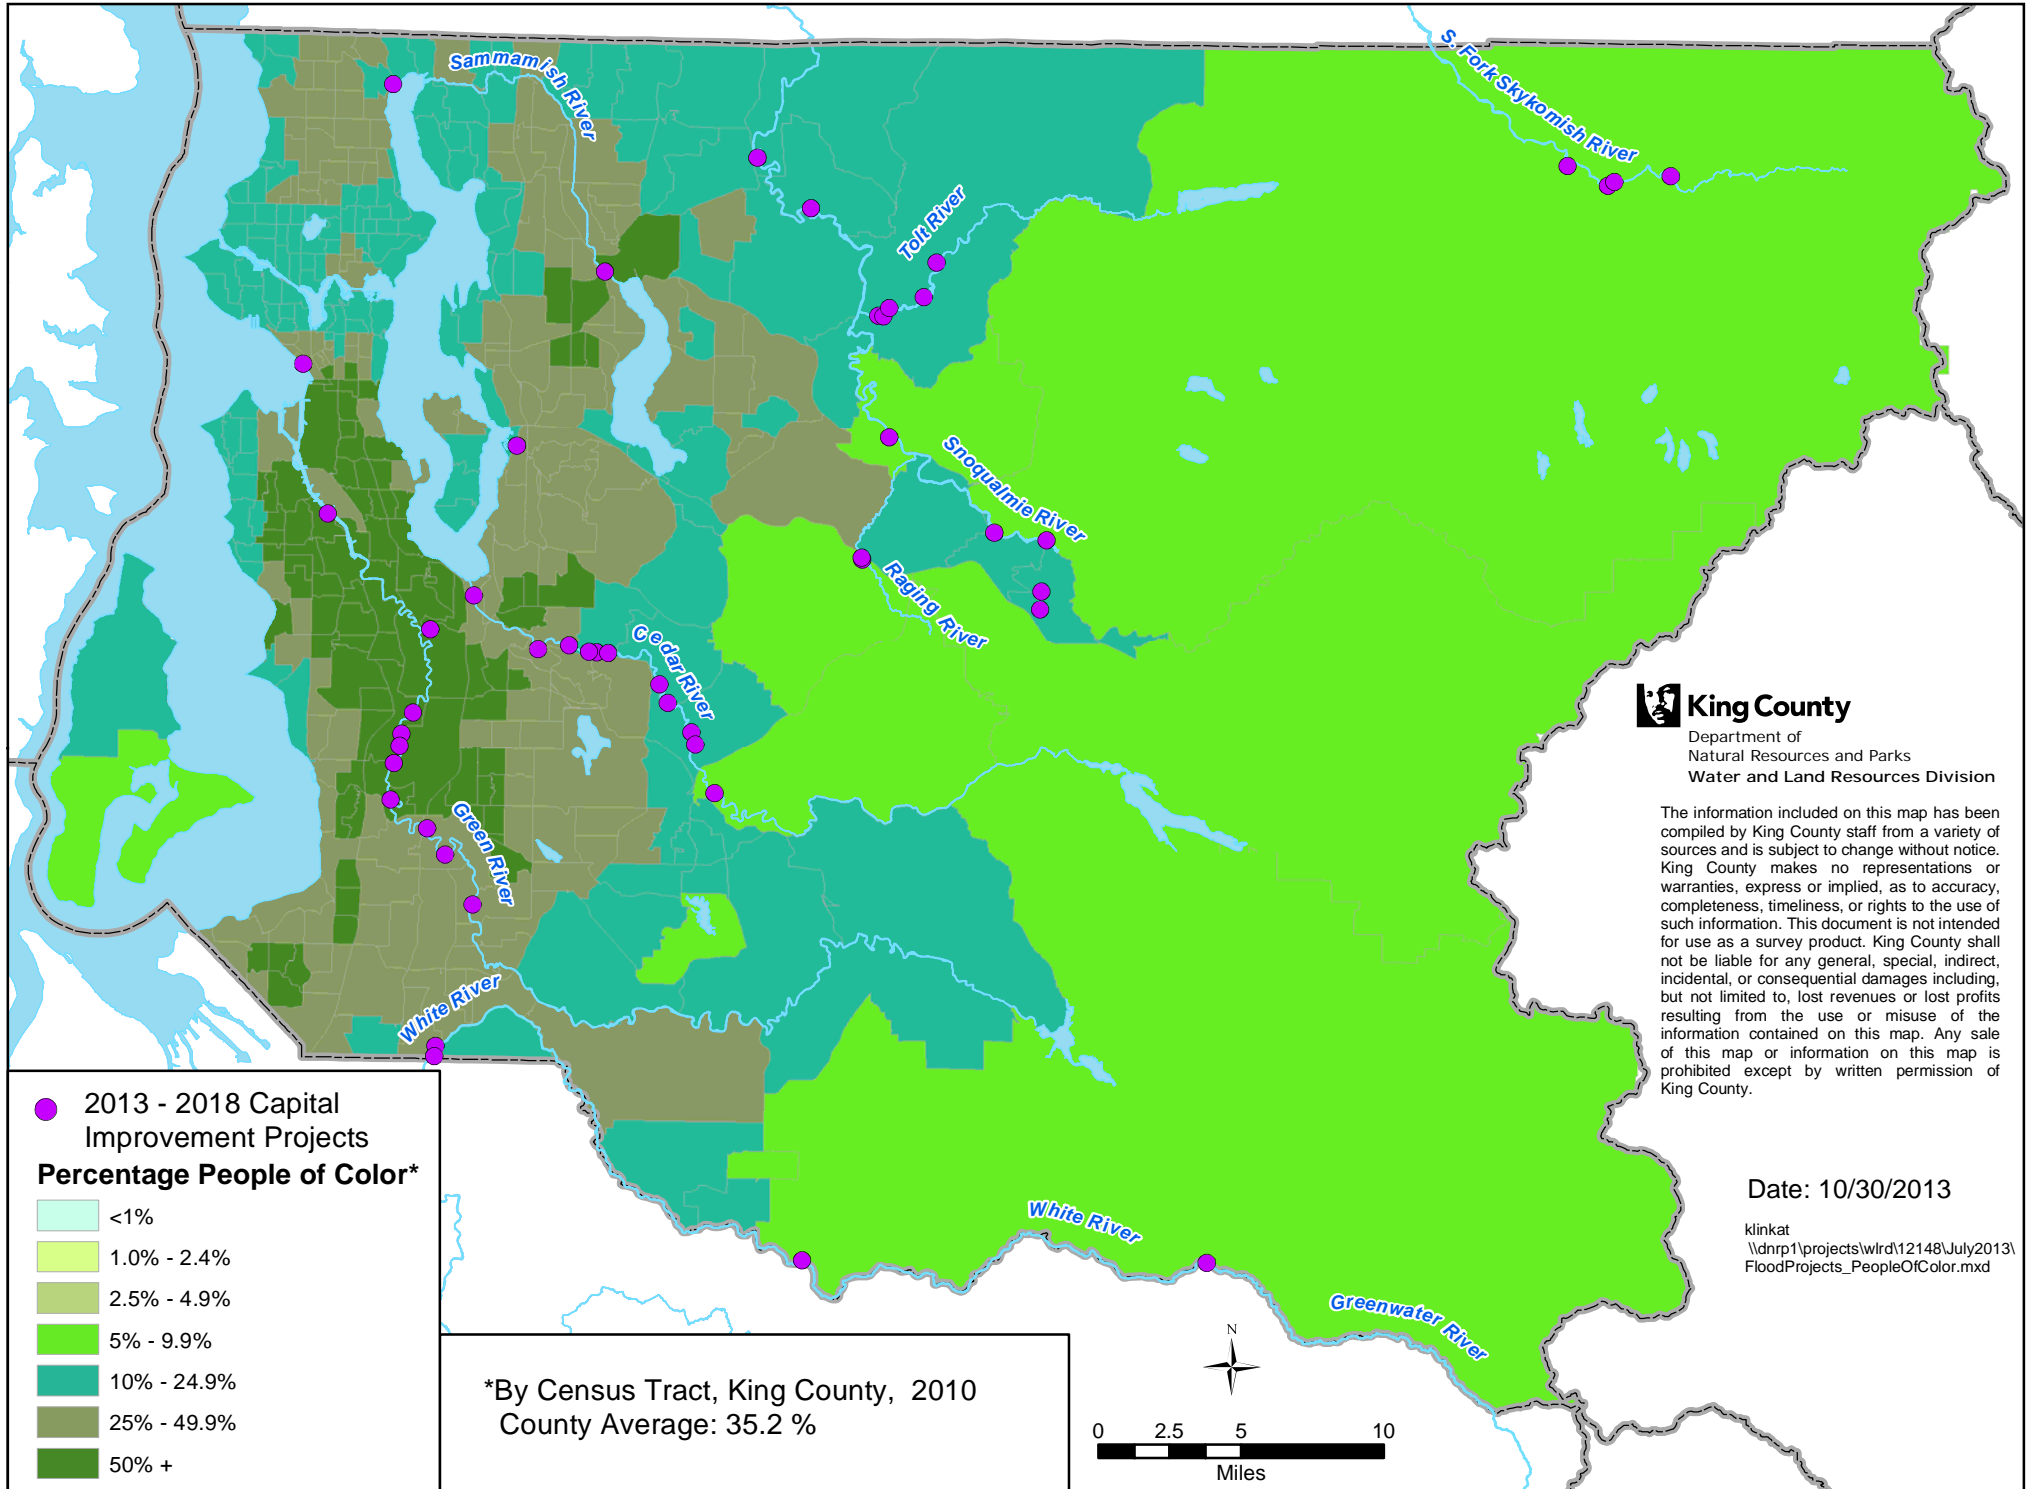 Sammamish River
S. Fork Skykomish River
Tolt River
Snoqualmie River
Raging River
Cedar River
Green River
White River
White River
Greenwater River
King County
Department of
Natural Resources and Parks
Water and Land Resources Division
The information included on this map has been
compiled by King County staff from a variety of
sources and is subject to change without notice.
King County makes no representations or
warranties, express or implied, as to accuracy,
completeness, timeliness, or rights to the use of
such information. This document is not intended
for use as a survey product. King County shall
not be liable for any general, special, indirect,
incidental, or consequential damages including,
but not limited to, lost revenues or lost profits
resulting from the use or misuse of the
information contained on this map. Any sale
of this map or information on this map is
prohibited except by written permission of
King County.
Date: 10/30/2013
klinkat
\\dnrp1\projects\wlrd\12148\July2013\
FloodProjects_PeopleOfColor.mxd
2013 - 2018 Capital
Improvement Projects
Percentage People of Color*
<1%
1.0% - 2.4%
2.5% - 4.9%
5% - 9.9%
10% - 24.9%
25% - 49.9%
50% +
*By Census Tract, King County, 2010
County Average: 35.2 %
N
0 2.5 5 10
Miles